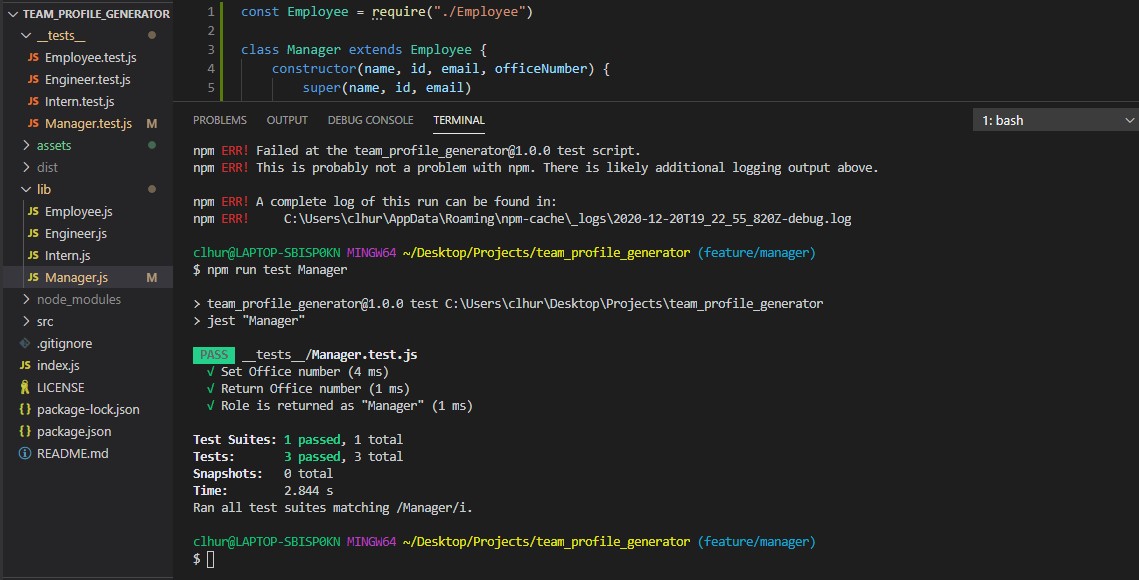 TEAM_PROFILE_GENERATOR
__tests__
JS Employee.test.js
JS Engineer.test.js
JS Intern.test.js
JS Manager.test.js M
assets
dist
lib
JS Employee.js
JS Engineer.js
JS Intern.js
JS Manager.js M
node_modules
src
.gitignore
JS index.js
LICENSE
{} package-lock.json
{} package.json
README.md
1 const Employee = require("./Employee")
2
3 class Manager extends Employee {
4 constructor(name, id, email, officeNumber) {
5 super(name, id, email)
PROBLEMS OUTPUT DEBUG CONSOLE TERMINAL 1: bash
npm ERR! Failed at the team_profile_generator@1.0.0 test script.
npm ERR! This is probably not a problem with npm. There is likely additional logging output above.
npm ERR! A complete log of this run can be found in:
npm ERR! C:\Users\clhur\AppData\Roaming\npm-cache\_logs\2020-12-20T19_22_55_820Z-debug.log
clhur@LAPTOP-SBISP0KN MINGW64 ~/Desktop/Projects/team_profile_generator (feature/manager)
$ npm run test Manager
> team_profile_generator@1.0.0 test C:\Users\clhur\Desktop\Projects\team_profile_generator
> jest "Manager"
PASS __tests__/Manager.test.js
√ Set Office number (4 ms)
√ Return Office number (1 ms)
√ Role is returned as "Manager" (1 ms)
Test Suites: 1 passed, 1 total
Tests: 3 passed, 3 total
Snapshots: 0 total
Time: 2.844 s
Ran all test suites matching /Manager/i.
clhur@LAPTOP-SBISP0KN MINGW64 ~/Desktop/Projects/team_profile_generator (feature/manager)
$